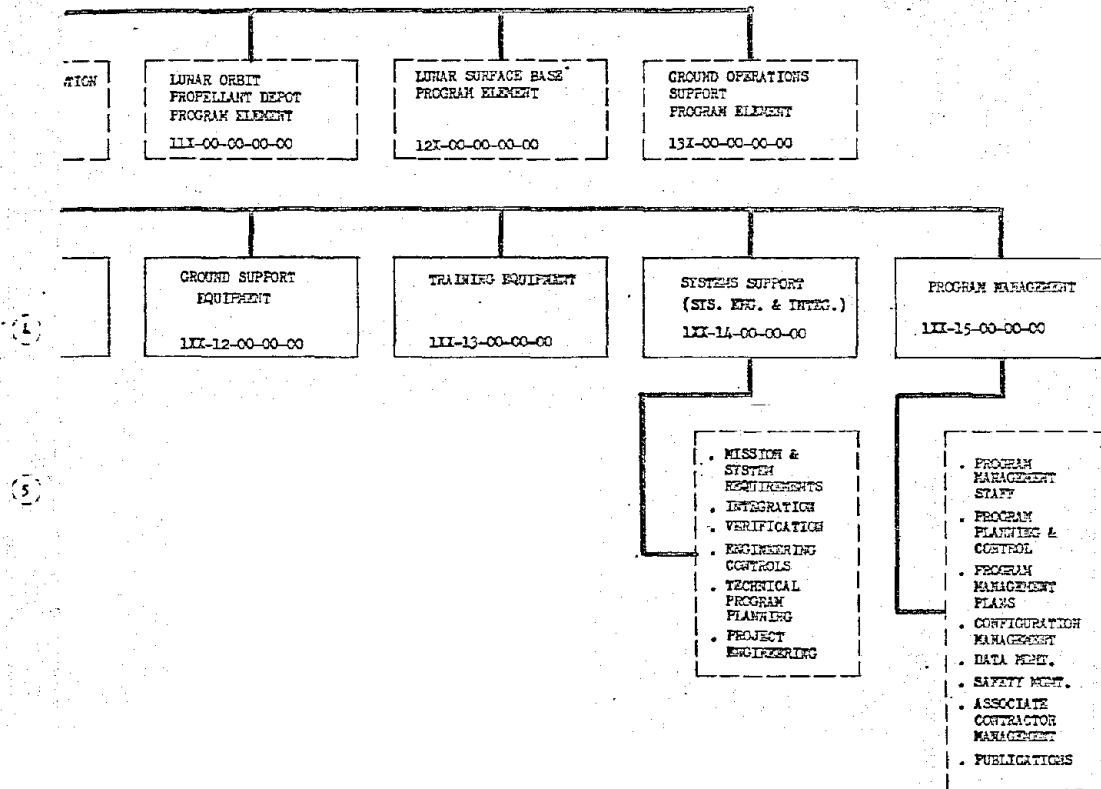 LUNAR ORBIT
PROPELLANT DEPOT
PROGRAM ELEMENT
11X-00-00-00-00
LUNAR SURFACE BASE
PROGRAM ELEMENT
12X-00-00-00-00
GROUND OPERATIONS
SUPPORT
PROGRAM ELEMENT
13X-00-00-00-00
GROUND SUPPORT
EQUIPMENT
1XX-12-00-00-00
TRAINING EQUIPMENT
1XX-13-00-00-00
SYSTEMS SUPPORT
(SYS. ENG. & INTEG.)
1XX-14-00-00-00
PROGRAM MANAGEMENT
1XX-15-00-00-00
5
. MISSION &
SYSTEM
REQUIREMENTS
. INTEGRATION
. VERIFICATION
. ENGINEERING
CONTROLS
. TECHNICAL
PROGRAM
PLANNING
. PROJECT
ENGINEERING
. PROGRAM
MANAGEMENT
STAFF
. PROGRAM
PLANNING &
CONTROL
. PROGRAM
MANAGEMENT
PLANS
. CONFIGURATION
MANAGEMENT
. DATA MGMT.
. SAFETY MGMT.
. ASSOCIATE
CONTRACTOR
MANAGEMENT
. PUBLICATIONS